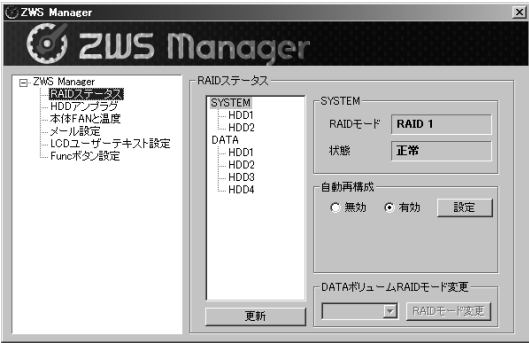 ZWS Manager
ZWS Manager
ZWS Manager
RAIDステータス
HDDアンプラグ
本体FANと温度
メール設定
LCDユーザーテキスト設定
Funcボタン設定
RAIDステータス
SYSTEM
HDD1
HDD2
DATA
HDD1
HDD2
HDD3
HDD4
更新
SYSTEM
RAIDモード RAID 1
状態 正常
自動再構成
無効 有効 設定
DATAボリュームRAIDモード変更
RAIDモード変更